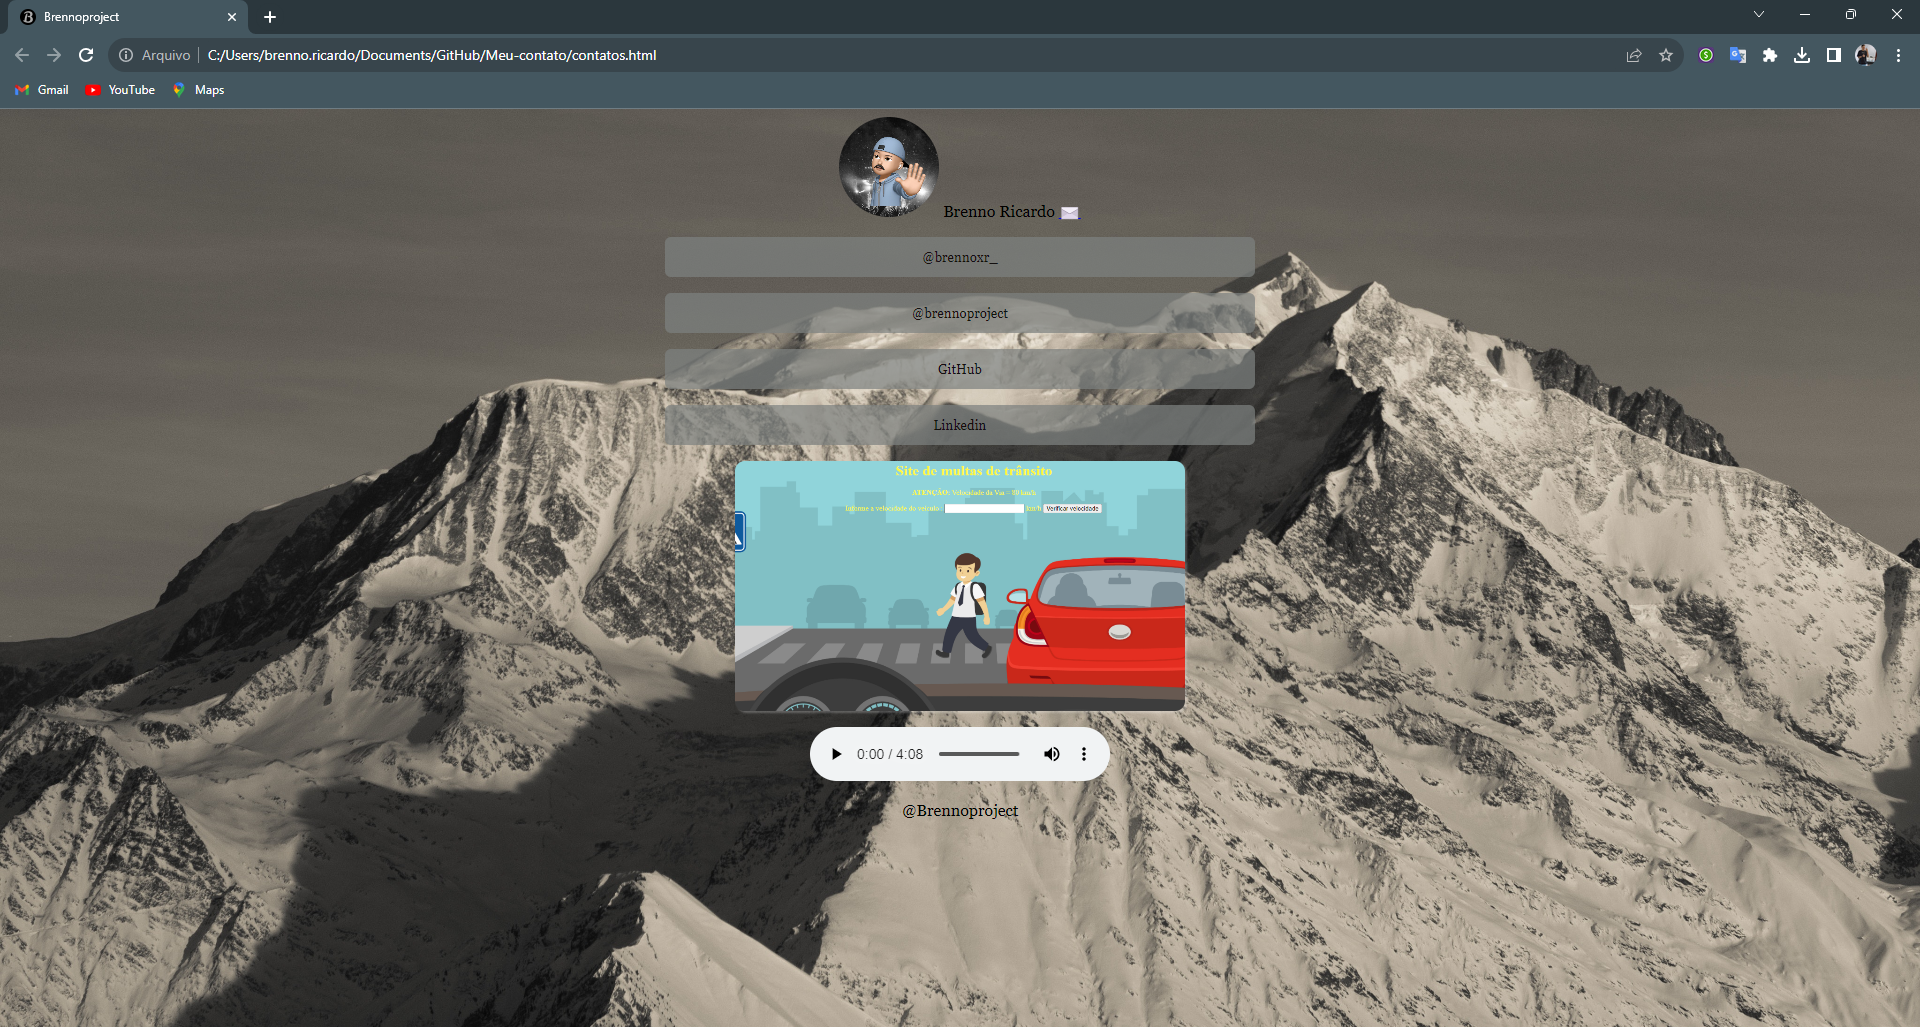 Brennoproject
Arquivo C:/Users/brenno.ricardo/Documents/GitHub/Meu-contato/contatos.html
Gmail YouTube Maps
Brenno Ricardo
@brennoxr_
@brennoproject
GitHub
Linkedin
Site de multas de trânsito
ATENÇÃO: Velocidade da Via - 80 km/h
Informe a velocidade do veículo: km/h Verificar velocidade
0:00 / 4:08
@Brennoproject